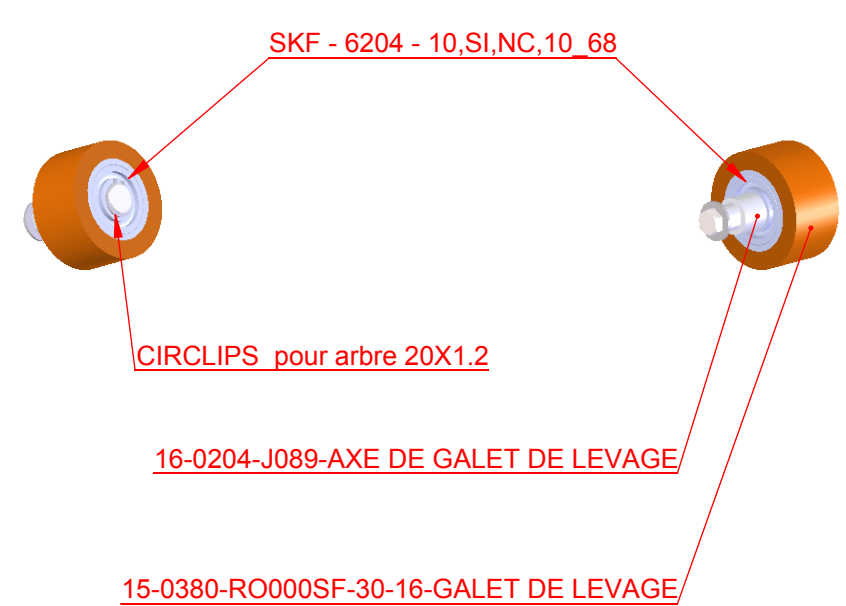 SKF - 6204 - 10,SI,NC,10_68
CIRCLIPS pour arbre 20X1.2
16-0204-J089-AXE DE GALET DE LEVAGE
15-0380-RO000SF-30-16-GALET DE LEVAGE